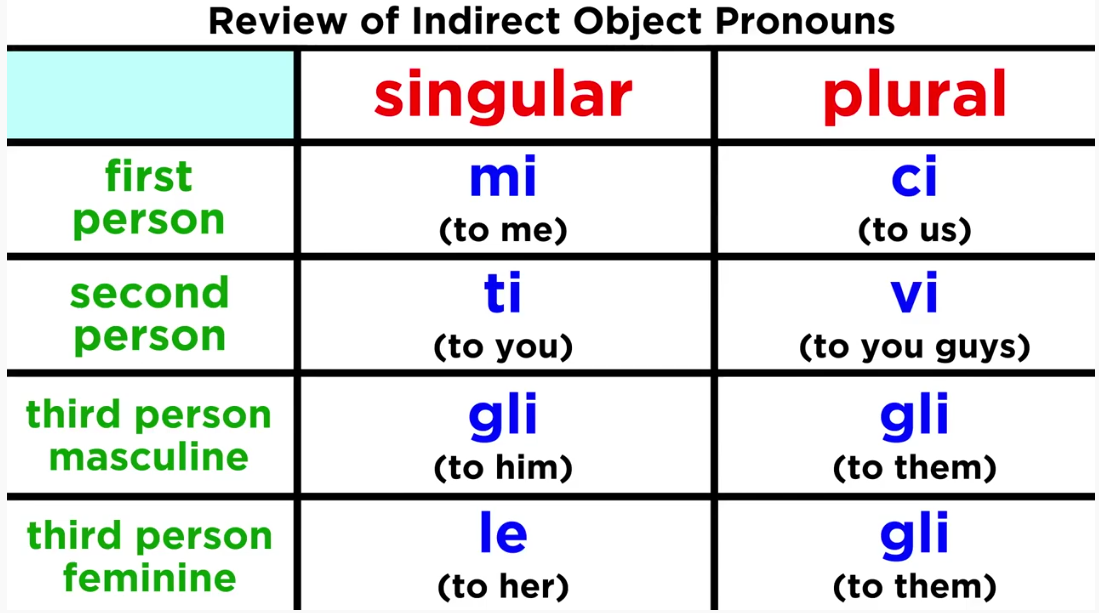 Review of Indirect Object Pronouns
singular plural
first
person
mi
(to me)
ci
(to us)
second
person
ti
(to you)
vi
(to you guys)
third person
masculine
gli
(to him)
gli
(to them)
third person
feminine
le
(to her)
gli
(to them)